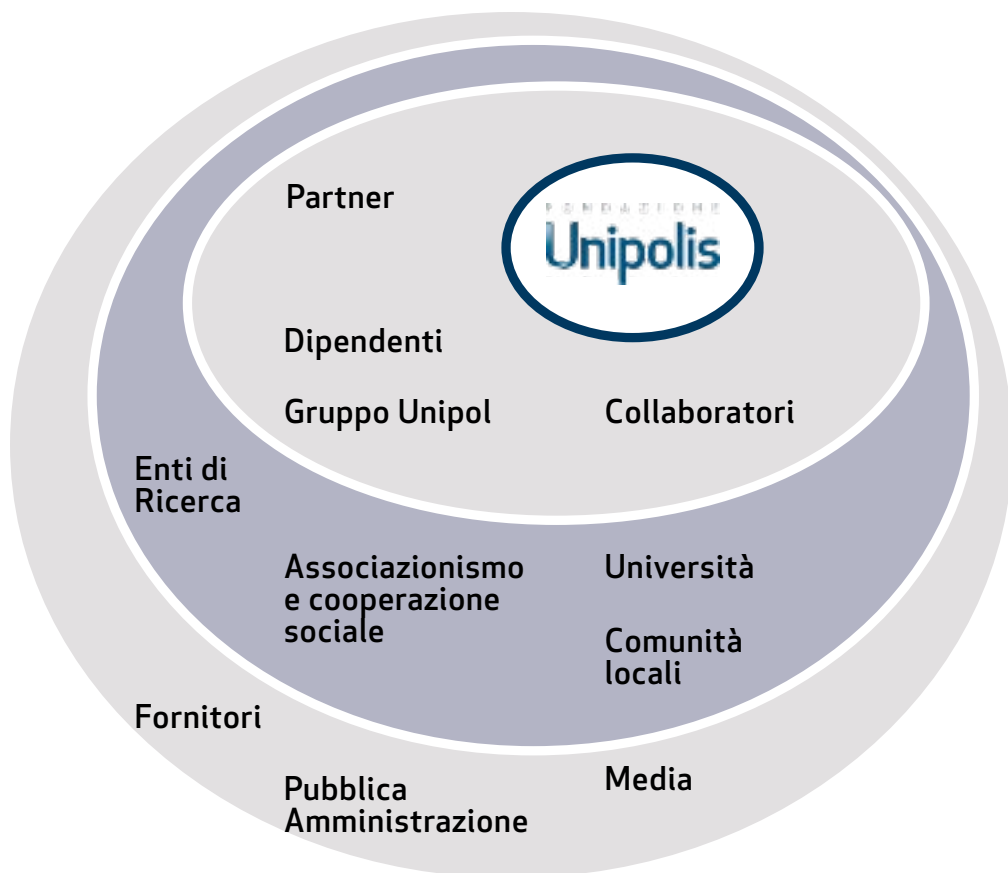 Partner
FONDAZIONE
Unipolis
Dipendenti
Gruppo Unipol
Collaboratori
Enti di
Ricerca
Associazionismo
e cooperazione
sociale
Università
Comunità
locali
Fornitori
Pubblica
Amministrazione
Media